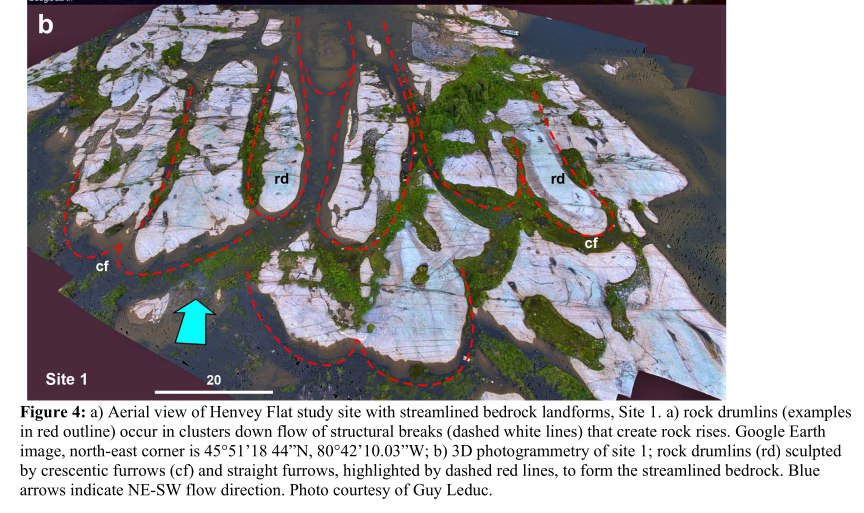 b
rd
rd
cf
cf
Site 1
20
Figure 4: a) Aerial view of Henvey Flat study site with streamlined bedrock landforms, Site 1. a) rock drumlins (examples
in red outline) occur in clusters down flow of structural breaks (dashed white lines) that create rock rises. Google Earth
image, north-east corner is 45°51’18 44”N, 80°42’10.03”W; b) 3D photogrammetry of site 1; rock drumlins (rd) sculpted
by crescentic furrows (cf) and straight furrows, highlighted by dashed red lines, to form the streamlined bedrock. Blue
arrows indicate NE-SW flow direction. Photo courtesy of Guy Leduc.